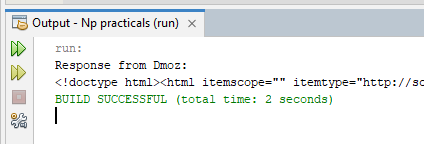 Output - Np practicals (run) ×
run:
Response from Dmoz:
<!doctype html><html itemscope="" itemtype="http://sc
BUILD SUCCESSFUL (total time: 2 seconds)